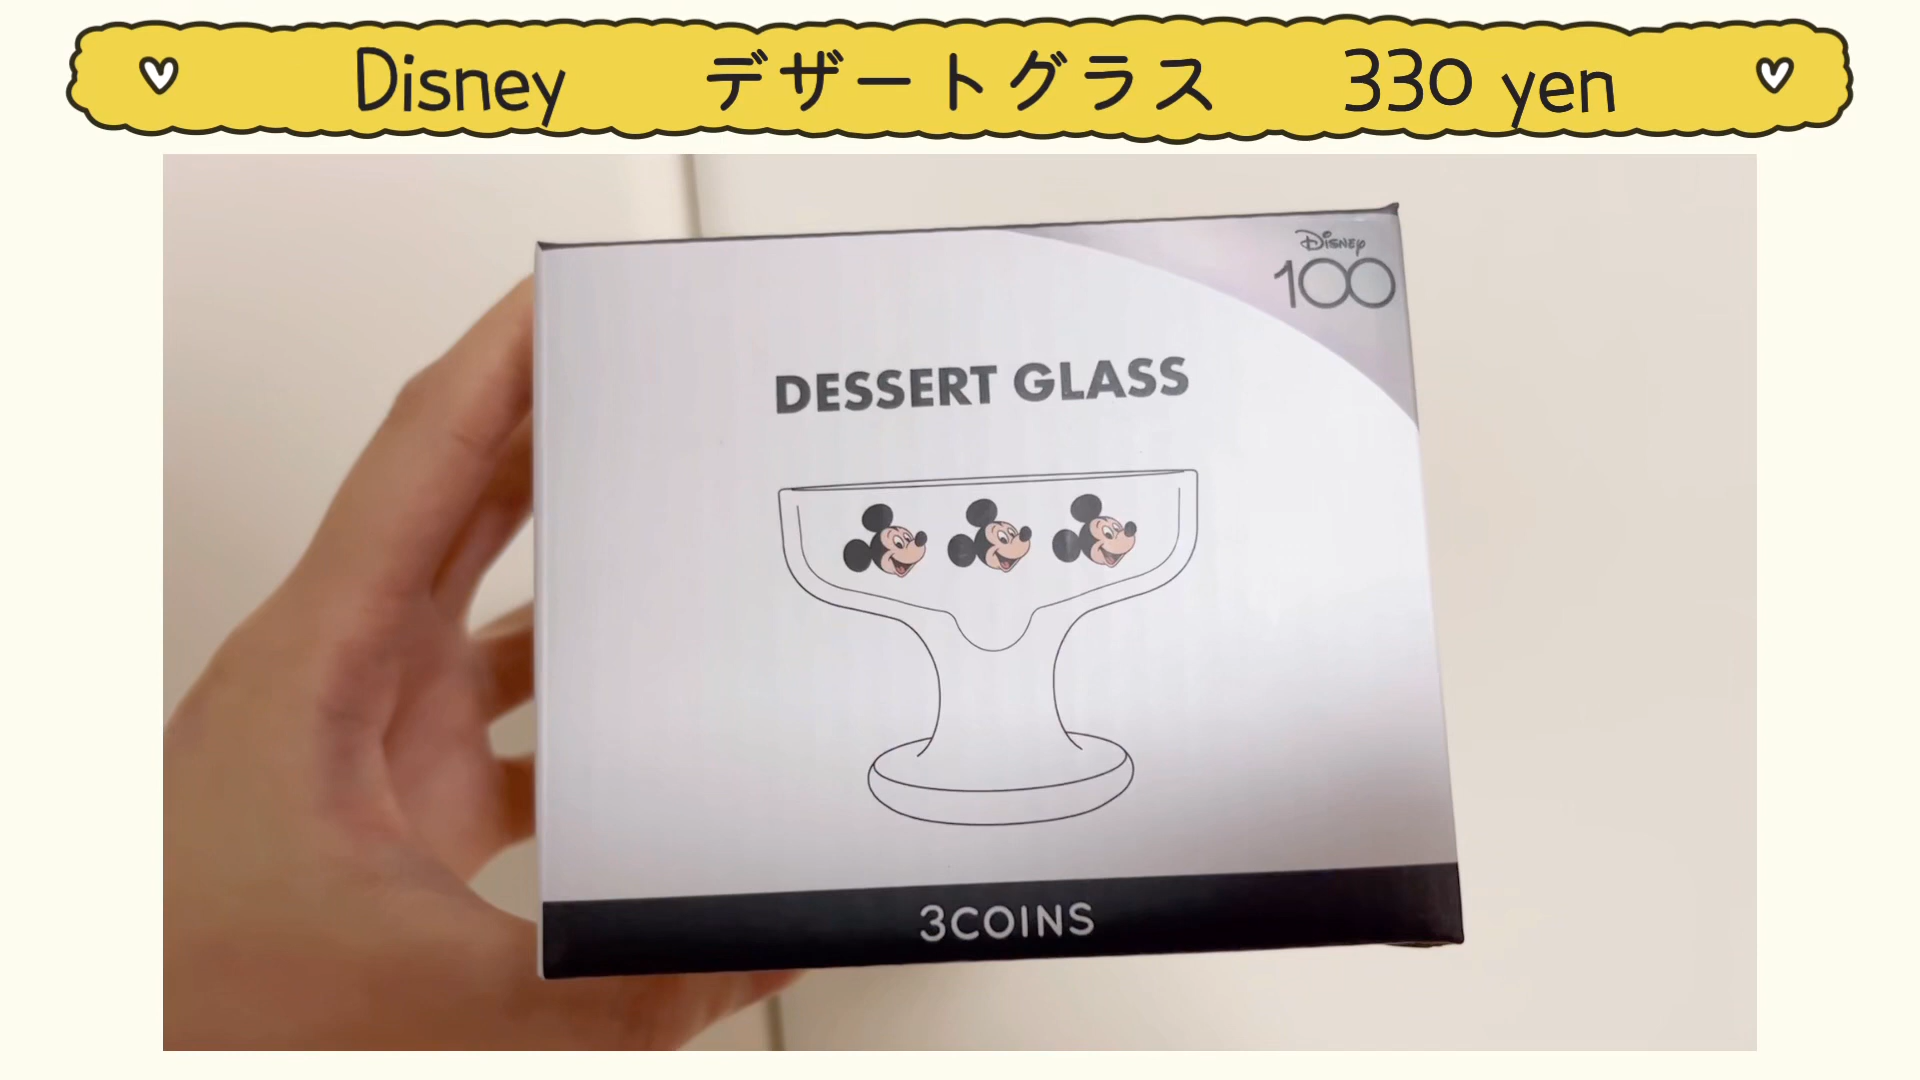 Disney デザートグラス 330 yen
Disney
100
DESSERT GLASS
3COINS